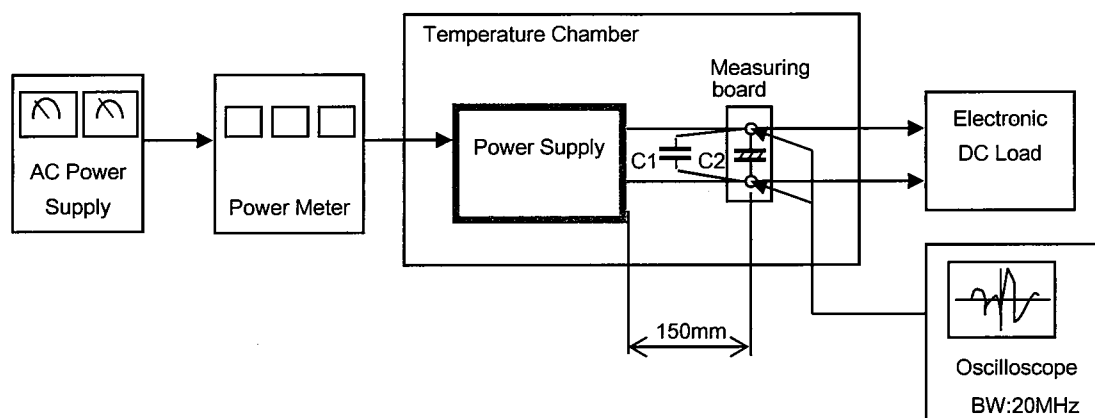 Temperature Chamber
Measuring
board
AC Power
Supply
Power Meter
Power Supply
C1
C2
Electronic
DC Load
150mm
Oscilloscope
BW:20MHz